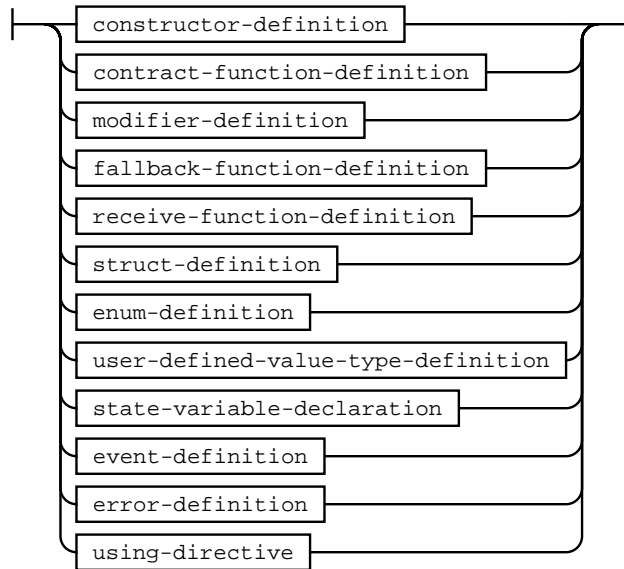 constructor-definition
contract-function-definition
modifier-definition
fallback-function-definition
receive-function-definition
struct-definition
enum-definition
user-defined-value-type-definition
state-variable-declaration
event-definition
error-definition
using-directive